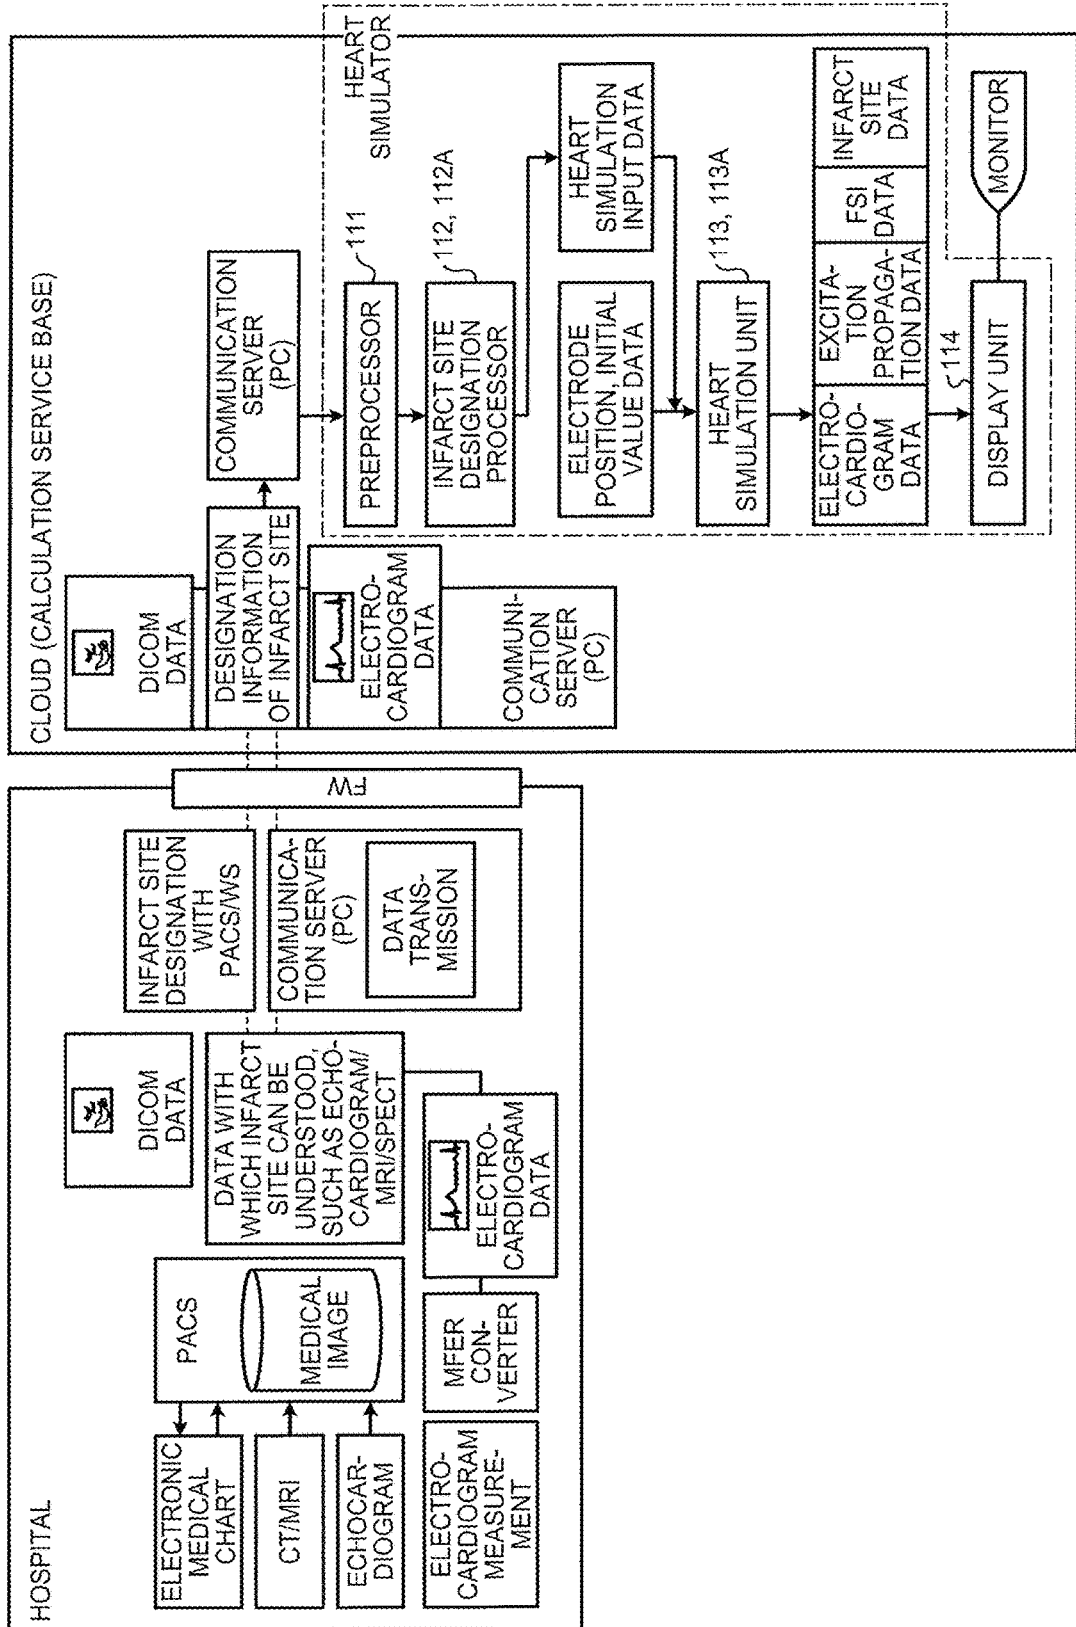 HOSPITAL
ELECTRONIC
MEDICAL
CHART
CT/MRI
ECHOCAR-
DIOGRAM
ELECTRO-
CARDIOGRAM
MEASURE-
MENT
PACS
MEDICAL
IMAGE
MFER
CON-
VERTER
DICOM
DATA
DATA WITH
WHICH INFARCT
SITE CAN BE
UNDERSTOOD,
SUCH AS ECHO-
CARDIOGRAM/
MRI/SPECT
ELECTRO-
CARDIOGRAM
DATA
INFARCT SITE
DESIGNATION
WITH
PACS/WS
COMMUNICA-
TION SERVER
(PC)
DATA
TRANS-
MISSION
FW
CLOUD (CALCULATION SERVICE BASE)
DICOM
DATA
DESIGNATION
INFORMATION
OF INFARCT SITE
ELECTRO-
CARDIOGRAM
DATA
COMMUNI-
CATION
SERVER
(PC)
COMMUNICATION
SERVER
(PC)
HEART
SIMULATOR
PREPROCESSOR
111
INFARCT SITE
DESIGNATION
PROCESSOR
112, 112A
ELECTRODE
POSITION, INITIAL
VALUE DATA
HEART
SIMULATION
INPUT DATA
HEART
SIMULATION UNIT
113, 113A
ELECTRO-
CARDIO-
GRAM
DATA
EXCITA-
TION
PROPAGA-
TION DATA
FSI
DATA
INFARCT
SITE
DATA
114
DISPLAY UNIT
MONITOR